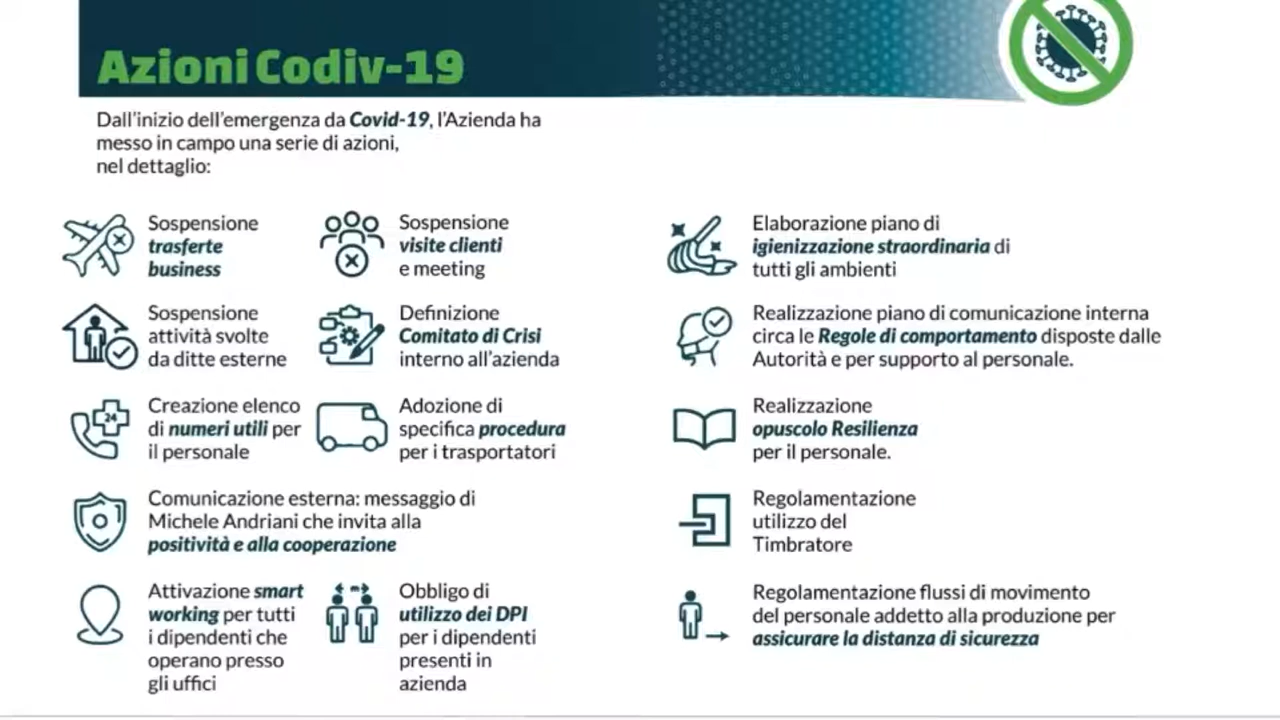 Azioni Codiv-19
Dall'inizio dell'emergenza da Covid-19, l'Azienda ha
messo in campo una serie di azioni,
nel dettaglio:
Sospensione
trasferte
business
Sospensione
visite clienti
e meeting
Sospensione
attività svolte
da ditte esterne
Definizione
Comitato di Crisi
interno all'azienda
24
Creazione elenco
di numeri utili per
il personale
Adozione di
specifica procedura
per i trasportatori
Comunicazione esterna: messaggio di
Michele Andriani che invita alla
positività e alla cooperazione
Attivazione smart
working per tutti
i dipendenti che
operano presso
gli uffici
m
Obbligo di
utilizzo dei DPI
per i dipendenti
presenti in
azienda
Elaborazione piano di
igienizzazione straordinaria di
tutti gli ambienti
Realizzazione piano di comunicazione interna
circa le Regole di comportamento disposte dalle
Autorità e per supporto al personale.
Realizzazione
opuscolo Resilienza
per il personale.
Regolamentazione
utilizzo del
Timbratore
Regolamentazione flussi di movimento
del personale addetto alla produzione per
assicurare la distanza di sicurezza